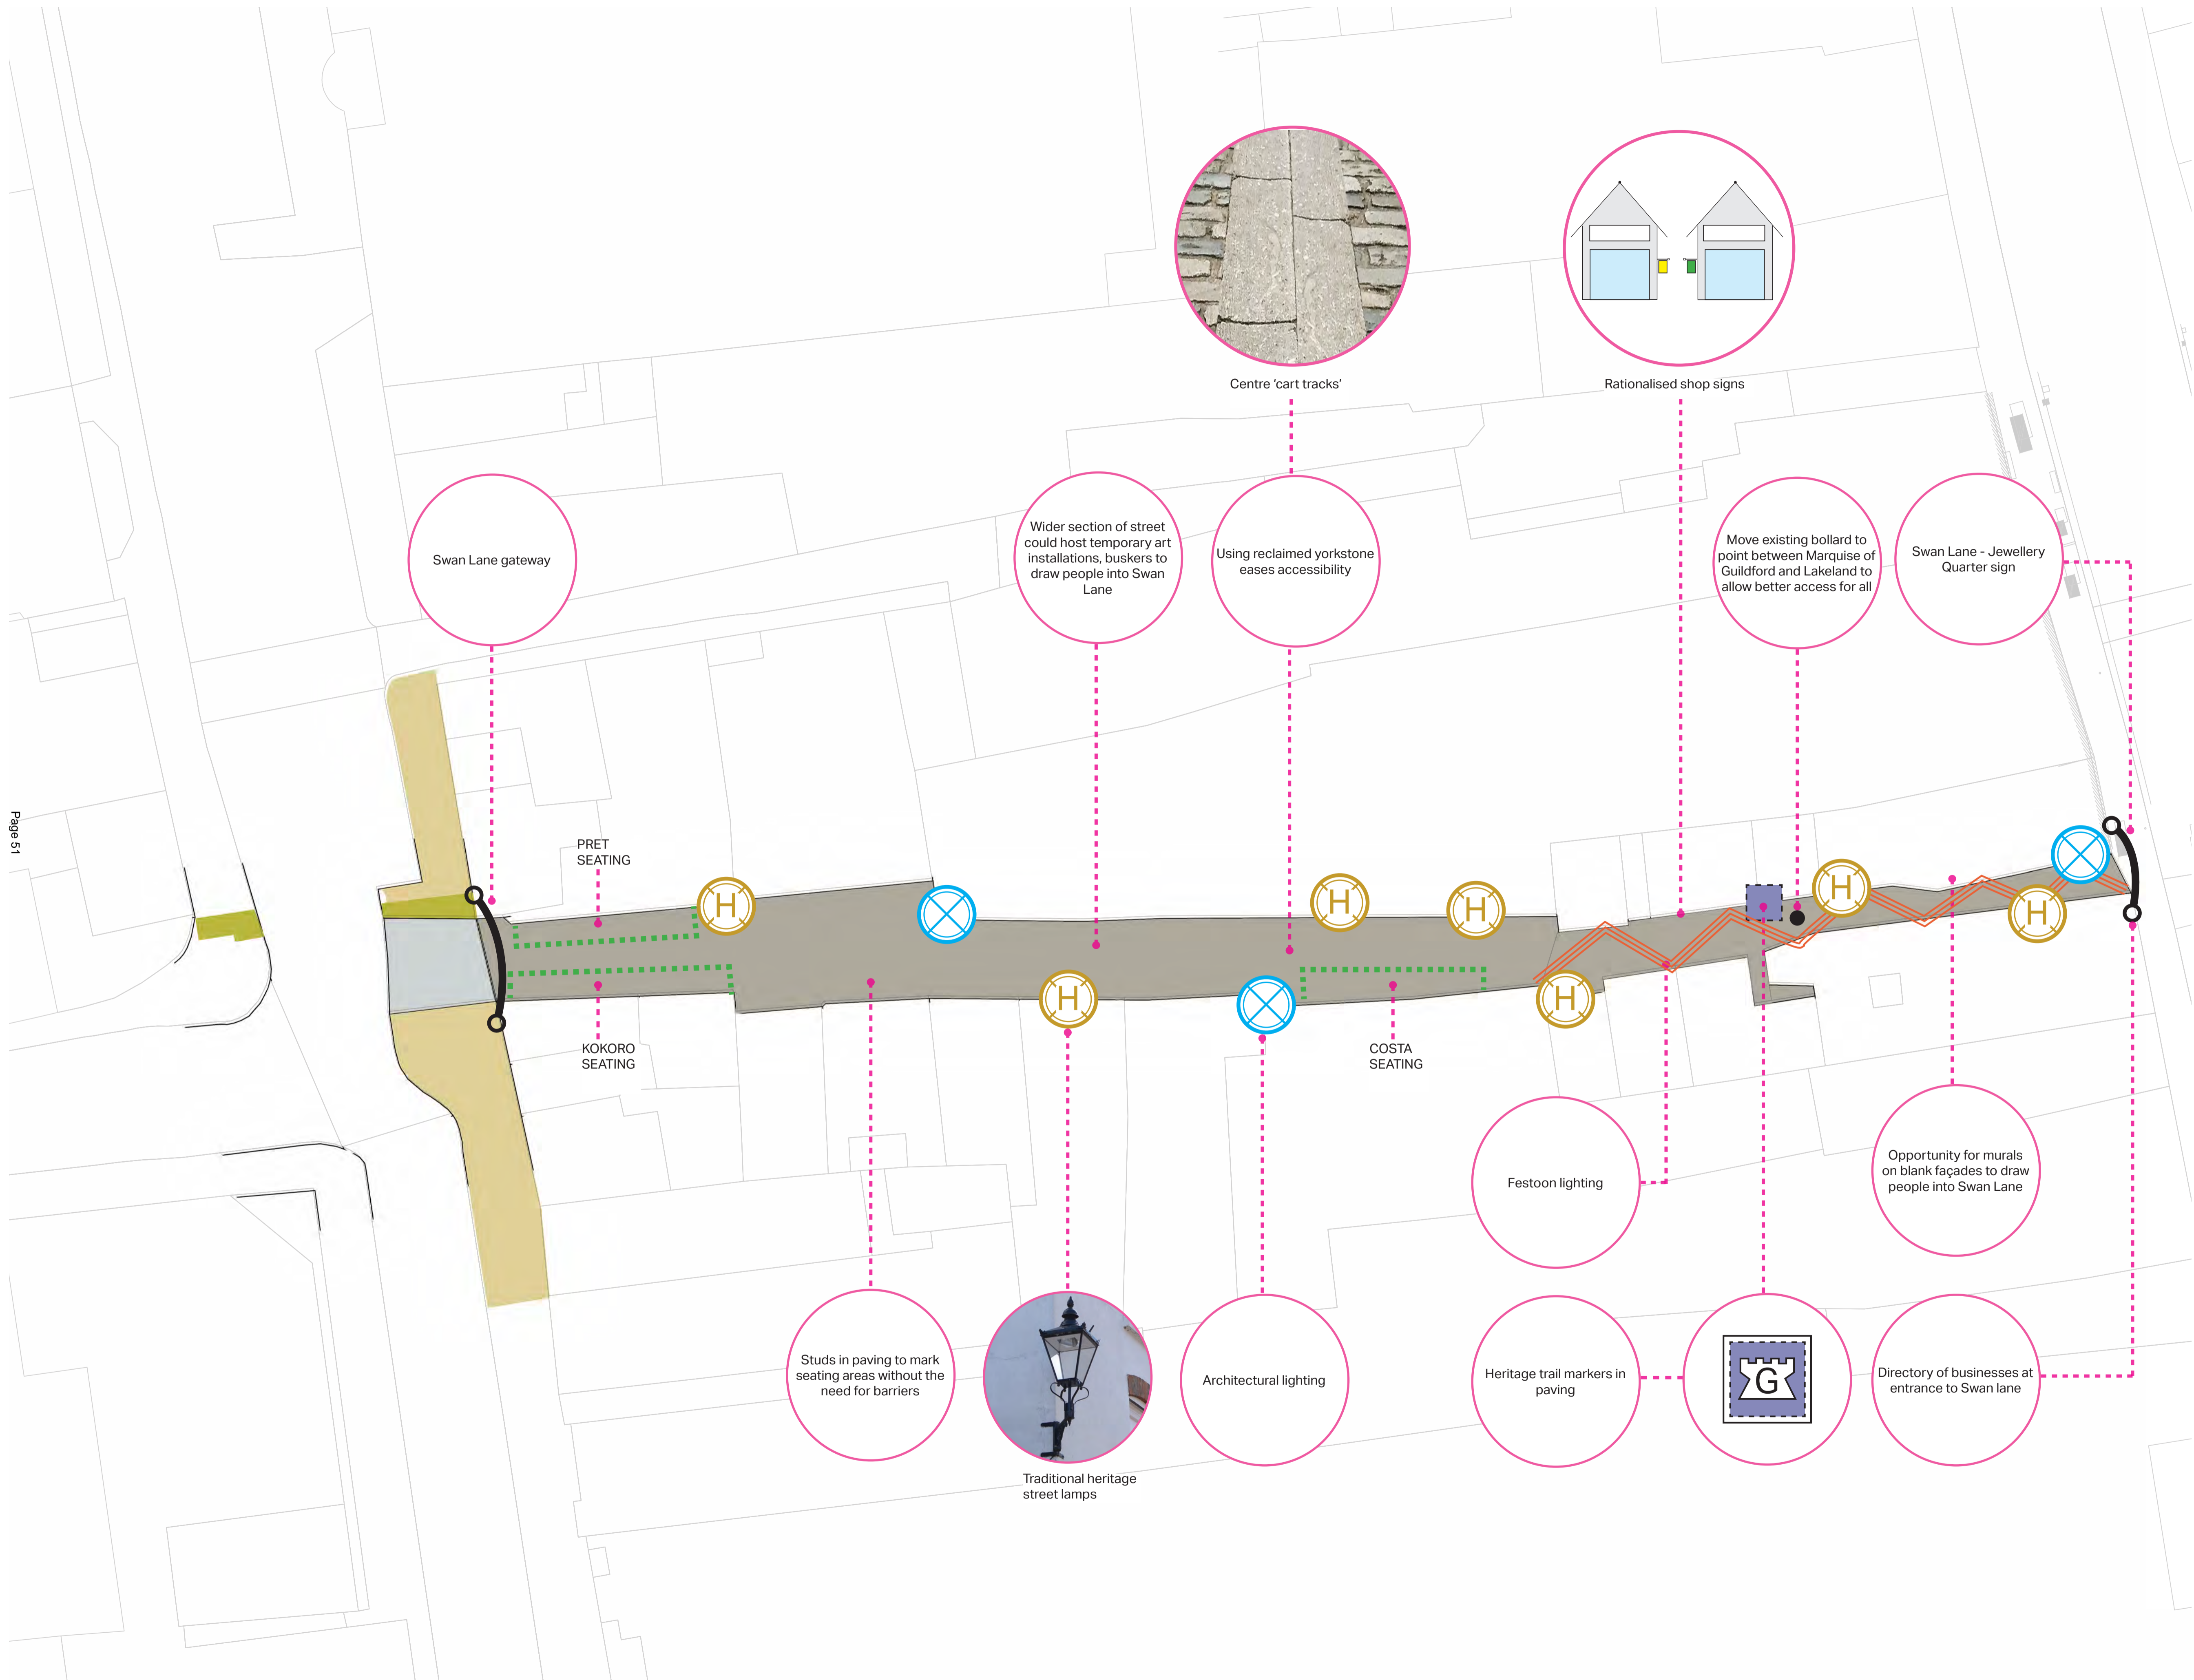 Centre ‘cart tracks’
Rationalised shop signs
Swan Lane gateway
Wider section of street
could host temporary art
installations, buskers to
draw people into Swan
Lane
Using reclaimed yorkstone
eases accessibility
Move existing bollard to
point between Marquise of
Guildford and Lakeland to
allow better access for all
Swan Lane - Jewellery
Quarter sign
Page 51
PRET
SEATING
H
H
H
H
H
H
H
KOKORO
SEATING
COSTA
SEATING
Festoon lighting
Opportunity for murals
on blank façades to draw
people into Swan Lane
Studs in paving to mark
seating areas without the
need for barriers
Architectural lighting
Heritage trail markers in
paving
G
Directory of businesses at
entrance to Swan lane
Traditional heritage
street lamps